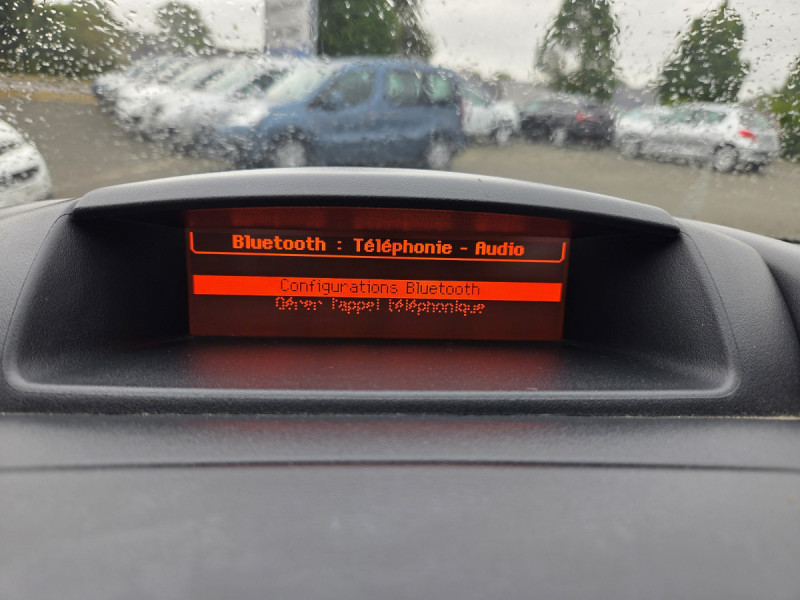 Bluetooth : Téléphonie - Audio
Configurations Bluetooth
Gérer l'appel téléphonique